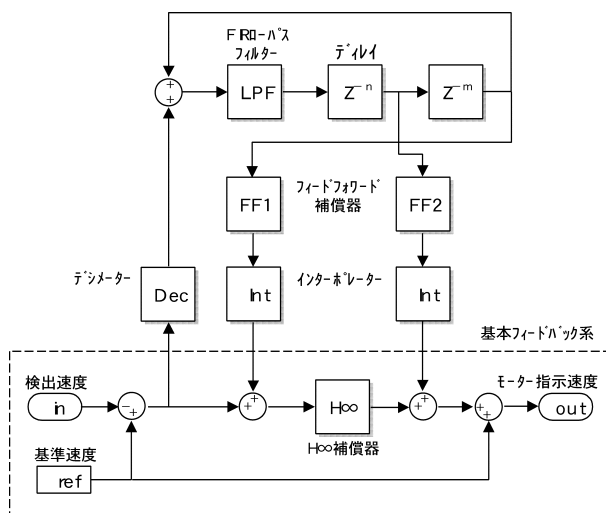 FIRローパス
フィルター
ディレイ
+
+
LPF
Z⁻ⁿ
Z⁻ᵐ
FF1
フィードフォワード
補償器
FF2
デシメーター
Dec
Int
インターポレーター
Int
基本フィードバック系
検出速度
モーター指示速度
in
-
+
+
+
H∞
+
+
+
+
out
H∞補償器
基準速度
ref